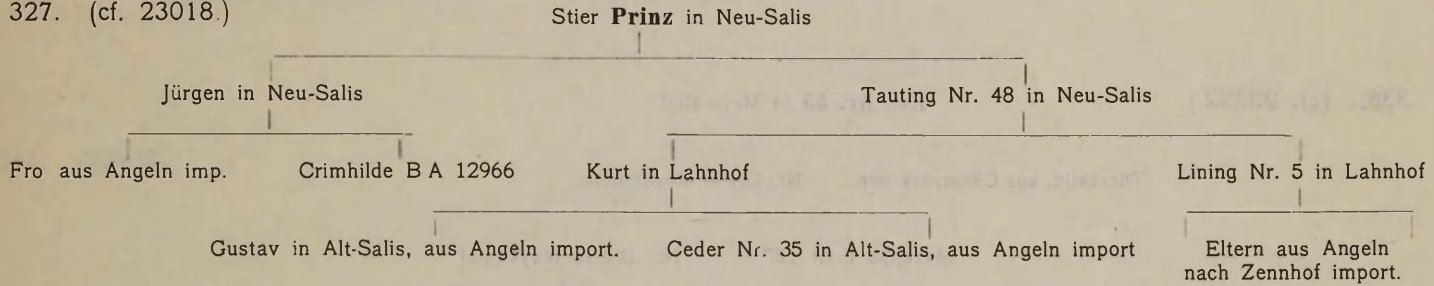 327. (cf. 23018.)
Stier Prinz in Neu-Salis
Jürgen in Neu-Salis Tauting Nr. 48 in Neu-Salis
Fro aus Angeln imp. Crimhilde B A 12966 Kurt in Lahnhof Lining Nr. 5 in Lahnhof
Gustav in Alt-Salis, aus Angeln import. Ceder Nr. 35 in Alt-Salis, aus Angeln import Eltern aus Angeln
nach Zennhof import.